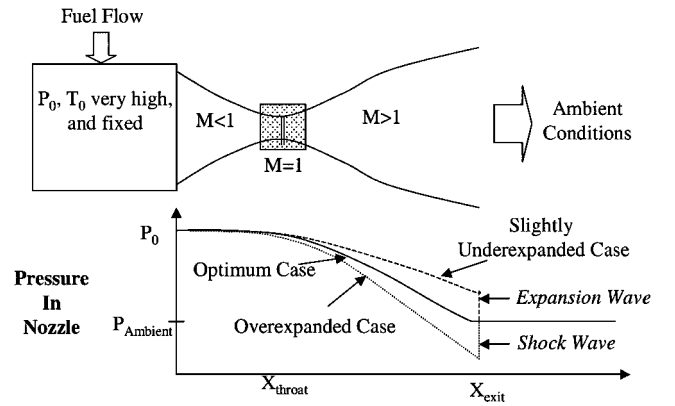 Fuel Flow
P0, T0 very high,
and fixed
M<1
M=1
M>1
Ambient
Conditions
P0
Slightly
Underexpanded Case
Optimum Case
Pressure
In
Nozzle
Expansion Wave
PAmbient
Overexpanded Case
Shock Wave
Xthroat
Xexit